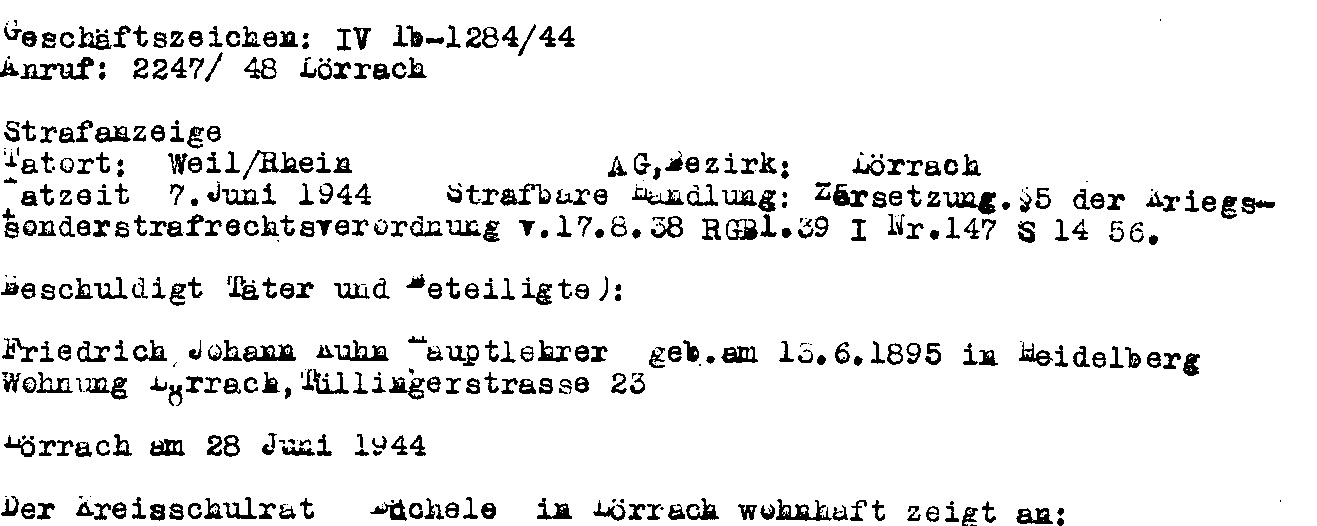 Geschäftszeichen: IV 1b-1284/44
Anruf: 2247/ 48 Lörrach
Strafanzeige
Tatort: Weil/Rhein AG,Bezirk: Lörrach
Tatzeit 7.Juni 1944 Strafbare Handlung: Zersetzung.§5 der Kriegs-
sonderstrafrechtsverordnung v.17.8.38 RGBl.39 I Nr.147 S 14 56.
Beschuldigt Täter und Beteiligte):
Friedrich Johann Kuhn Hauptlehrer geb.am 13.6.1895 in Heidelberg
Wohnung Lörrach,Tüllingerstrasse 23
Lörrach am 28 Juni 1944
Der Kreisschulrat in Lörrach wohnhaft zeigt an: